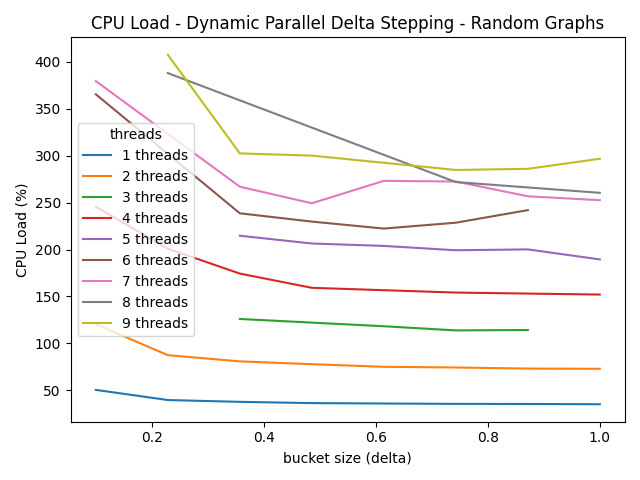 CPU Load - Dynamic Parallel Delta Stepping - Random Graphs
CPU Load (%)
400
350
300
250
200
150
100
50
threads
1 threads
2 threads
3 threads
4 threads
5 threads
6 threads
7 threads
8 threads
9 threads
0.2 0.4 0.6 0.8 1.0
bucket size (delta)